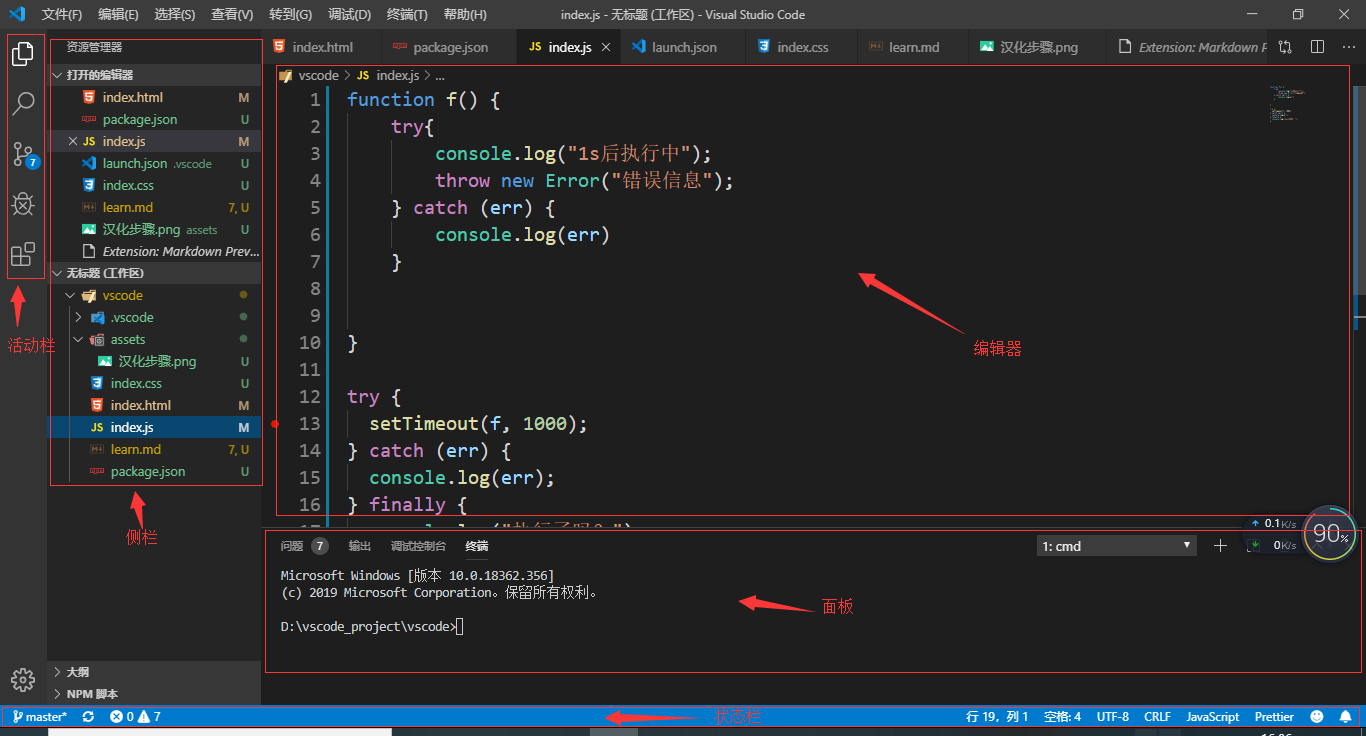 文件(F) 编辑(E) 选择(S) 查看(V) 转到(G) 调试(D) 终端(T) 帮助(H) index.js - 无标题 (工作区) - Visual Studio Code
资源管理器
index.html package.json JS index.js launch.json index.css learn.md 汉化步骤.png Extension: Markdown P
打开的编辑器
index.html M
package.json U
JS index.js M
launch.json .vscode U
index.css U
learn.md 7, U
汉化步骤.png assets U
Extension: Markdown Prev...
无标题 (工作区)
vscode
.vscode
assets
汉化步骤.png U
index.css U
index.html M
JS index.js M
learn.md 7, U
package.json U
大纲
NPM 脚本
7
活动栏
侧栏
vscode > JS index.js > ...
1 function f() {
2 try{
3 console.log("1s后执行中");
4 throw new Error("错误信息");
5 } catch (err) {
6 console.log(err)
7 }
8
9
10 }
11
12 try {
13 setTimeout(f, 1000);
14 } catch (err) {
15 console.log(err);
16 } finally {
编辑器
0.1K/s
0K/s
90%
问题 7 输出 调试控制台 终端 1: cmd
Microsoft Windows [版本 10.0.18362.356]
(c) 2019 Microsoft Corporation。保留所有权利。
D:\vscode_project\vscode>
面板
master* 0 7 状态栏 行 19，列 1 空格: 4 UTF-8 CRLF JavaScript Prettier